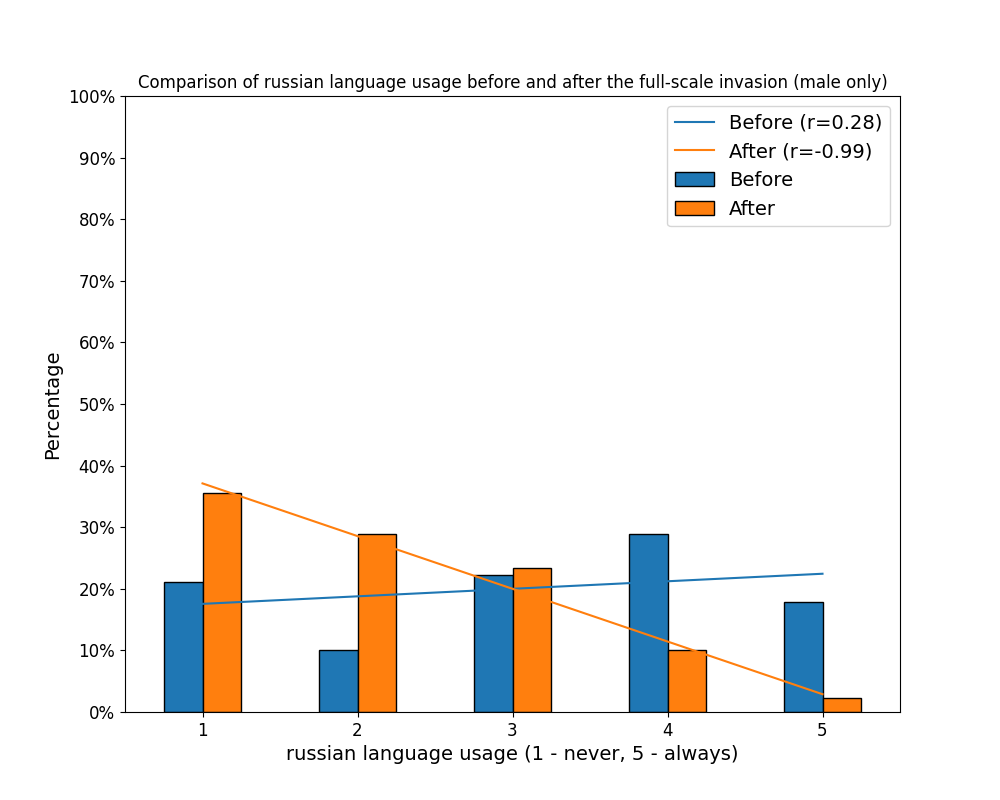 Comparison of russian language usage before and after the full-scale invasion (male only)
100%
90%
80%
70%
60%
50%
40%
30%
20%
10%
0%
Percentage
Before (r=0.28)
After (r=-0.99)
Before
After
1 2 3 4 5
russian language usage (1 - never, 5 - always)